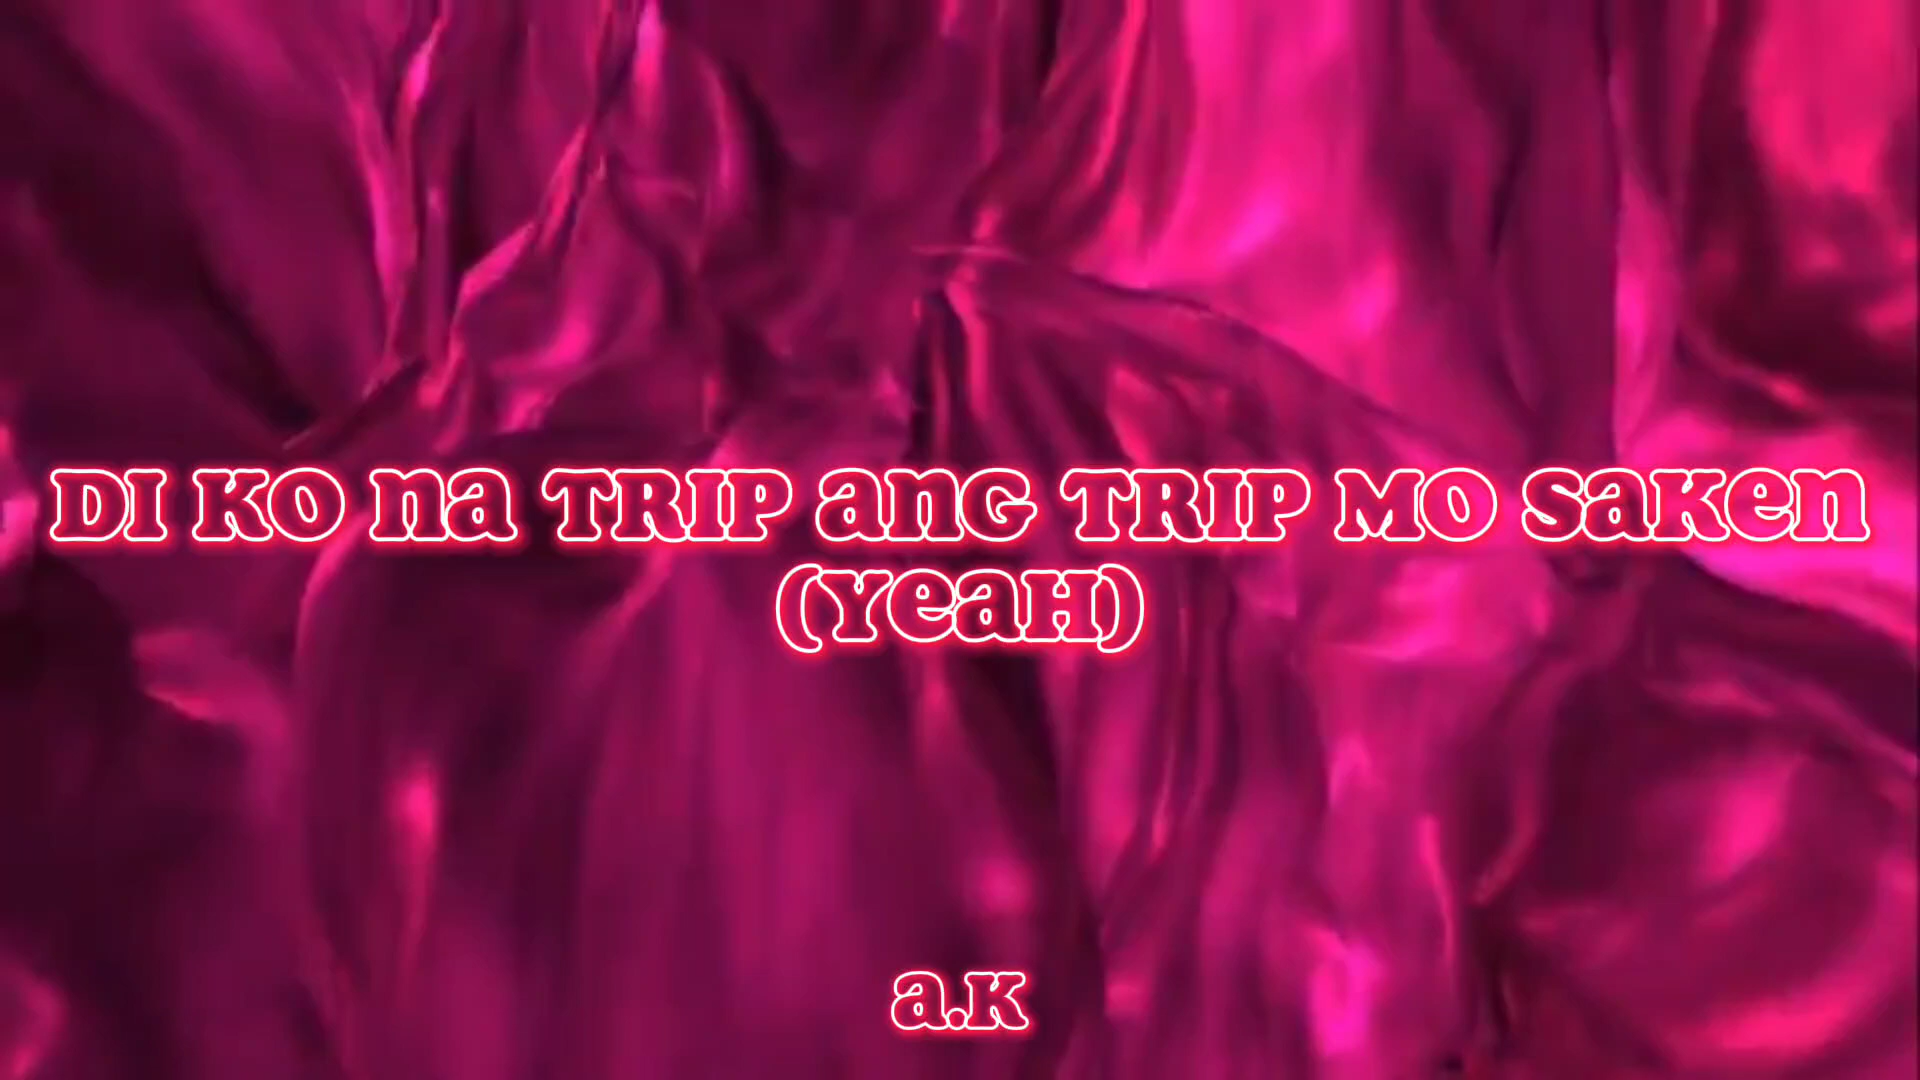 DI KO na TRIP anG TRIP MO saKen
(YeaH)
a.K